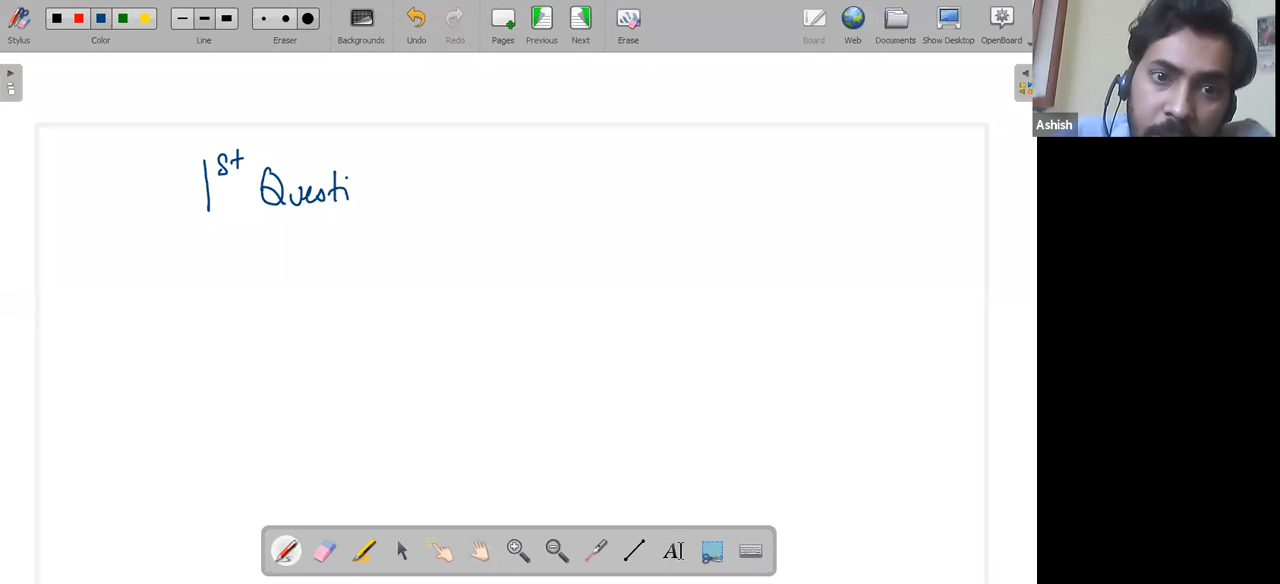 Stylus
Color
Line
Eraser
Backgrounds
Undo
Redo
Pages
Previous
Next
Erase
Board
Web
Documents
Show Desktop
OpenBoard
Ashish
1st Questi
A